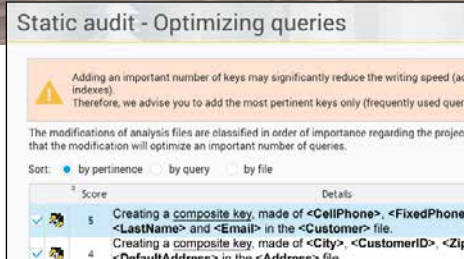 Static audit - Optimizing queries
Adding an important number of keys may significantly reduce the writing speed (ad
indexes).
Therefore, we advise you to add the most pertinent keys only (frequently used quer
The modifications of analysis files are classified in order of importance regarding the projec
that the modification will optimize an important number of queries.
Sort: by pertinence by query by file
Score Details
5 Creating a composite key, made of <CellPhone>, <FixedPhone
<LastName> and <Email> in the <Customer> file.
4 Creating a composite key, made of <City>, <CustomerID>, <Zip
<DefaultAddress> in the <Address> file.